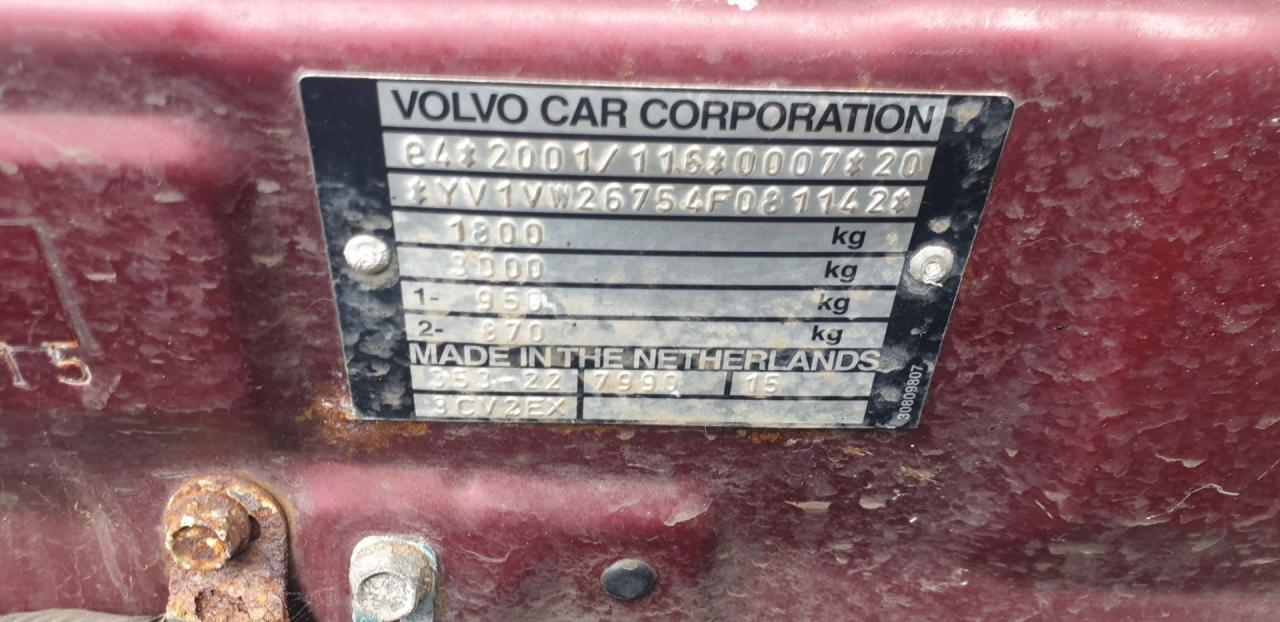 VOLVO CAR CORPORATION
e4*2001/116*0007*20
*YV1VW26754F081142*
1800 kg
3000 kg
1- 950 kg
2- 870 kg
MADE IN THE NETHERLANDS
353-22 7990 15
3CV2EX
30809807
15